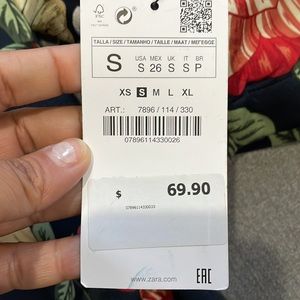 FSC
TALLA / SIZE / TAMANHO / TAILLE / MAAT / ΜΕΓΕΘΟΣ
S
USA MEX UK IT BR
S 26 S S P
XS S M L XL
ART.: 7896 / 114 / 330
07896114330026
$ 69.90
www.zara.com
EAC